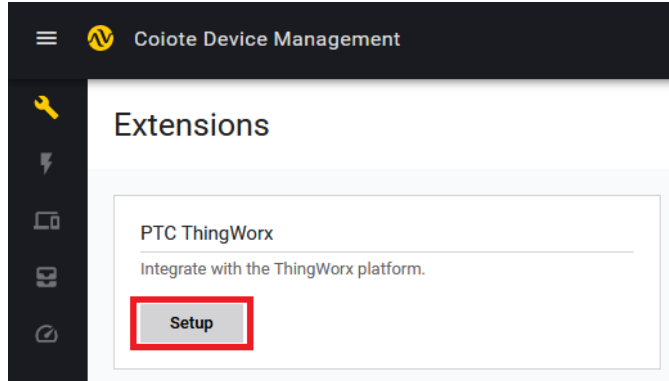 Coiote Device Management
Extensions
PTC ThingWorx
Integrate with the ThingWorx platform.
Setup